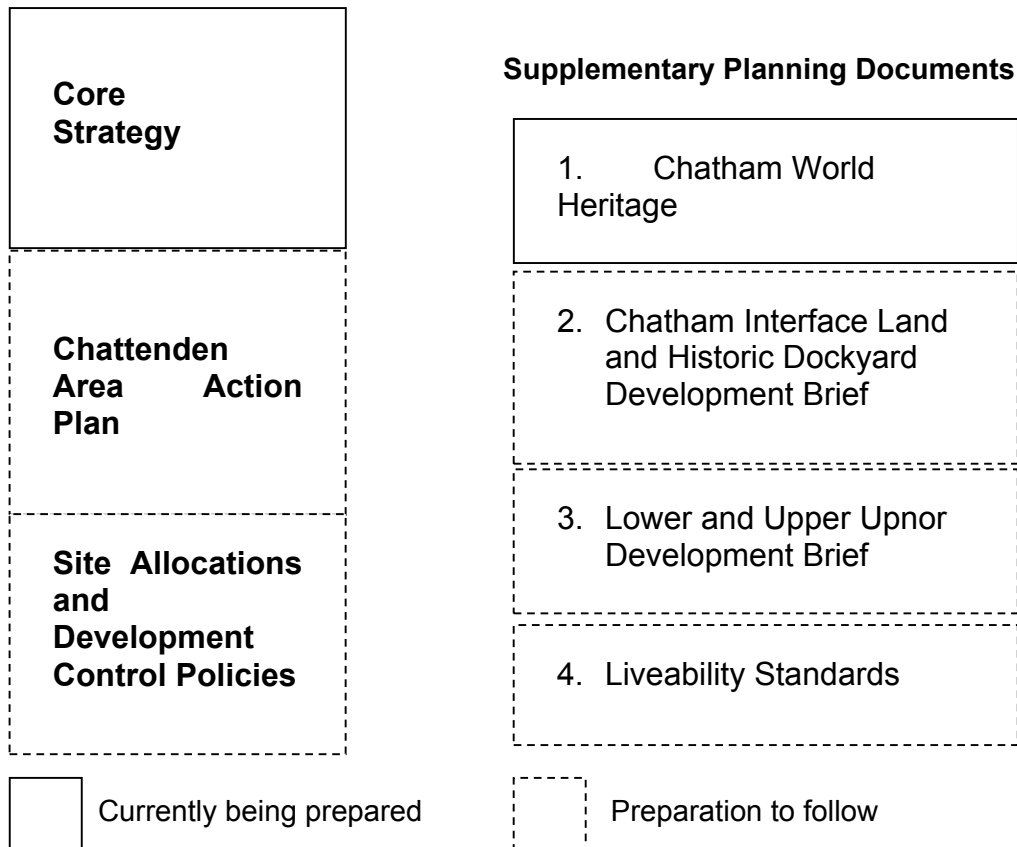 Core
Strategy
Chattenden
Area Action
Plan
Site Allocations
and
Development
Control Policies
Supplementary Planning Documents
1. Chatham World
Heritage
2. Chatham Interface Land
and Historic Dockyard
Development Brief
3. Lower and Upper Upnor
Development Brief
4. Liveability Standards
Currently being prepared
Preparation to follow